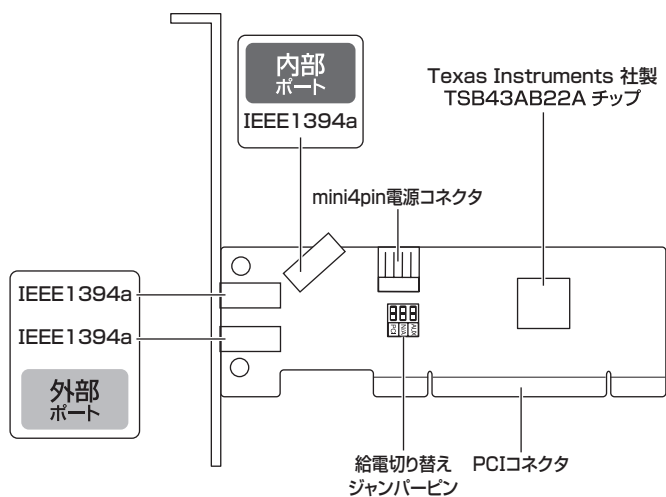 内部
ポート
IEEE1394a
Texas Instruments 社製
TSB43AB22A チップ
mini4pin電源コネクタ
IEEE1394a
IEEE1394a
外部
ポート
PCI
N/A
AUX
給電切り替え
ジャンパーピン
PCIコネクタ